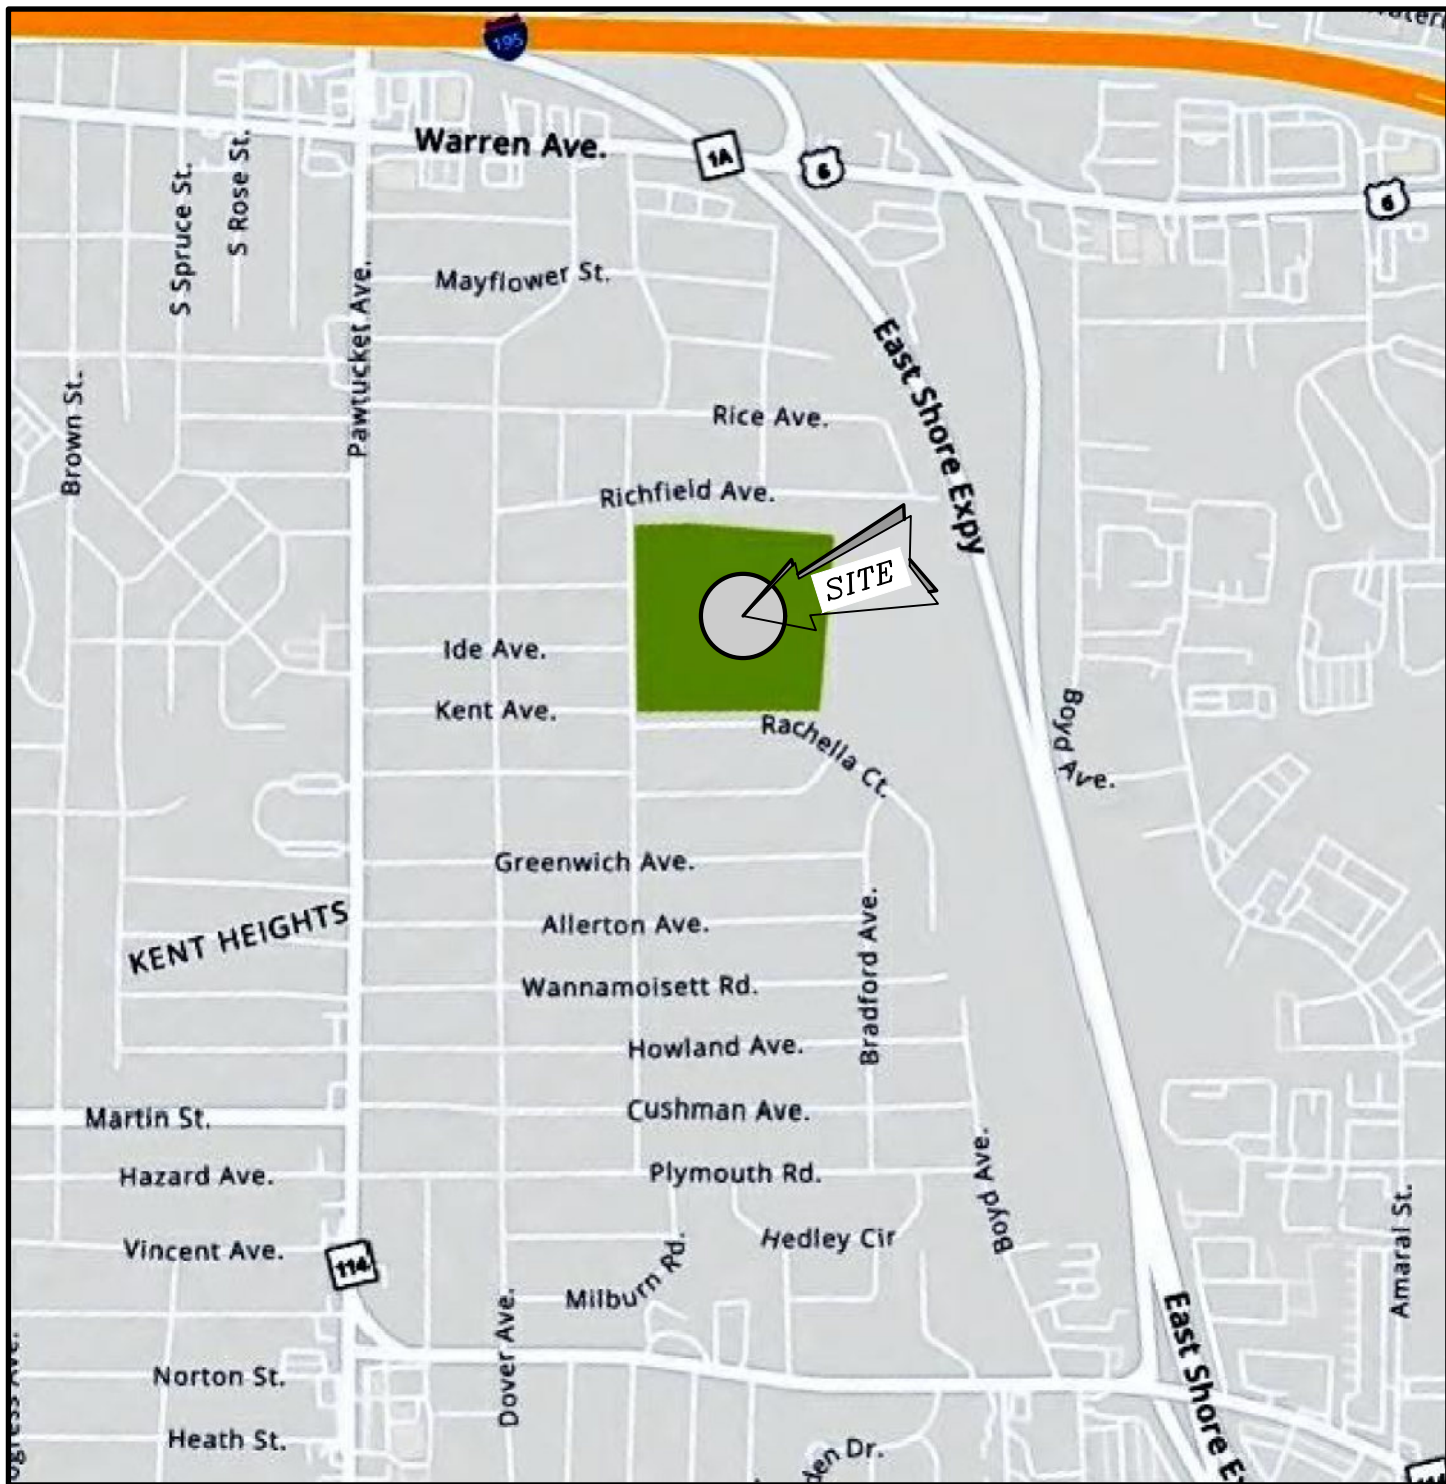 195
Warren Ave.
1A
6
6
S Spruce St.
S Rose St.
Pawtucket Ave.
Mayflower St.
East Shore Expy
Brown St.
Rice Ave.
Richfield Ave.
SITE
Ide Ave.
Kent Ave.
Rachella Ct.
Boyd Ave.
Greenwich Ave.
KENT HEIGHTS
Allerton Ave.
Bradford Ave.
Wannamoisett Rd.
Howland Ave.
Martin St.
Cushman Ave.
Hazard Ave.
Plymouth Rd.
Boyd Ave.
Amaral St.
Vincent Ave.
114
Hedley Cir
Milburn Rd.
Dover Ave.
East Shore E
Norton St.
Heath St.
Dr.